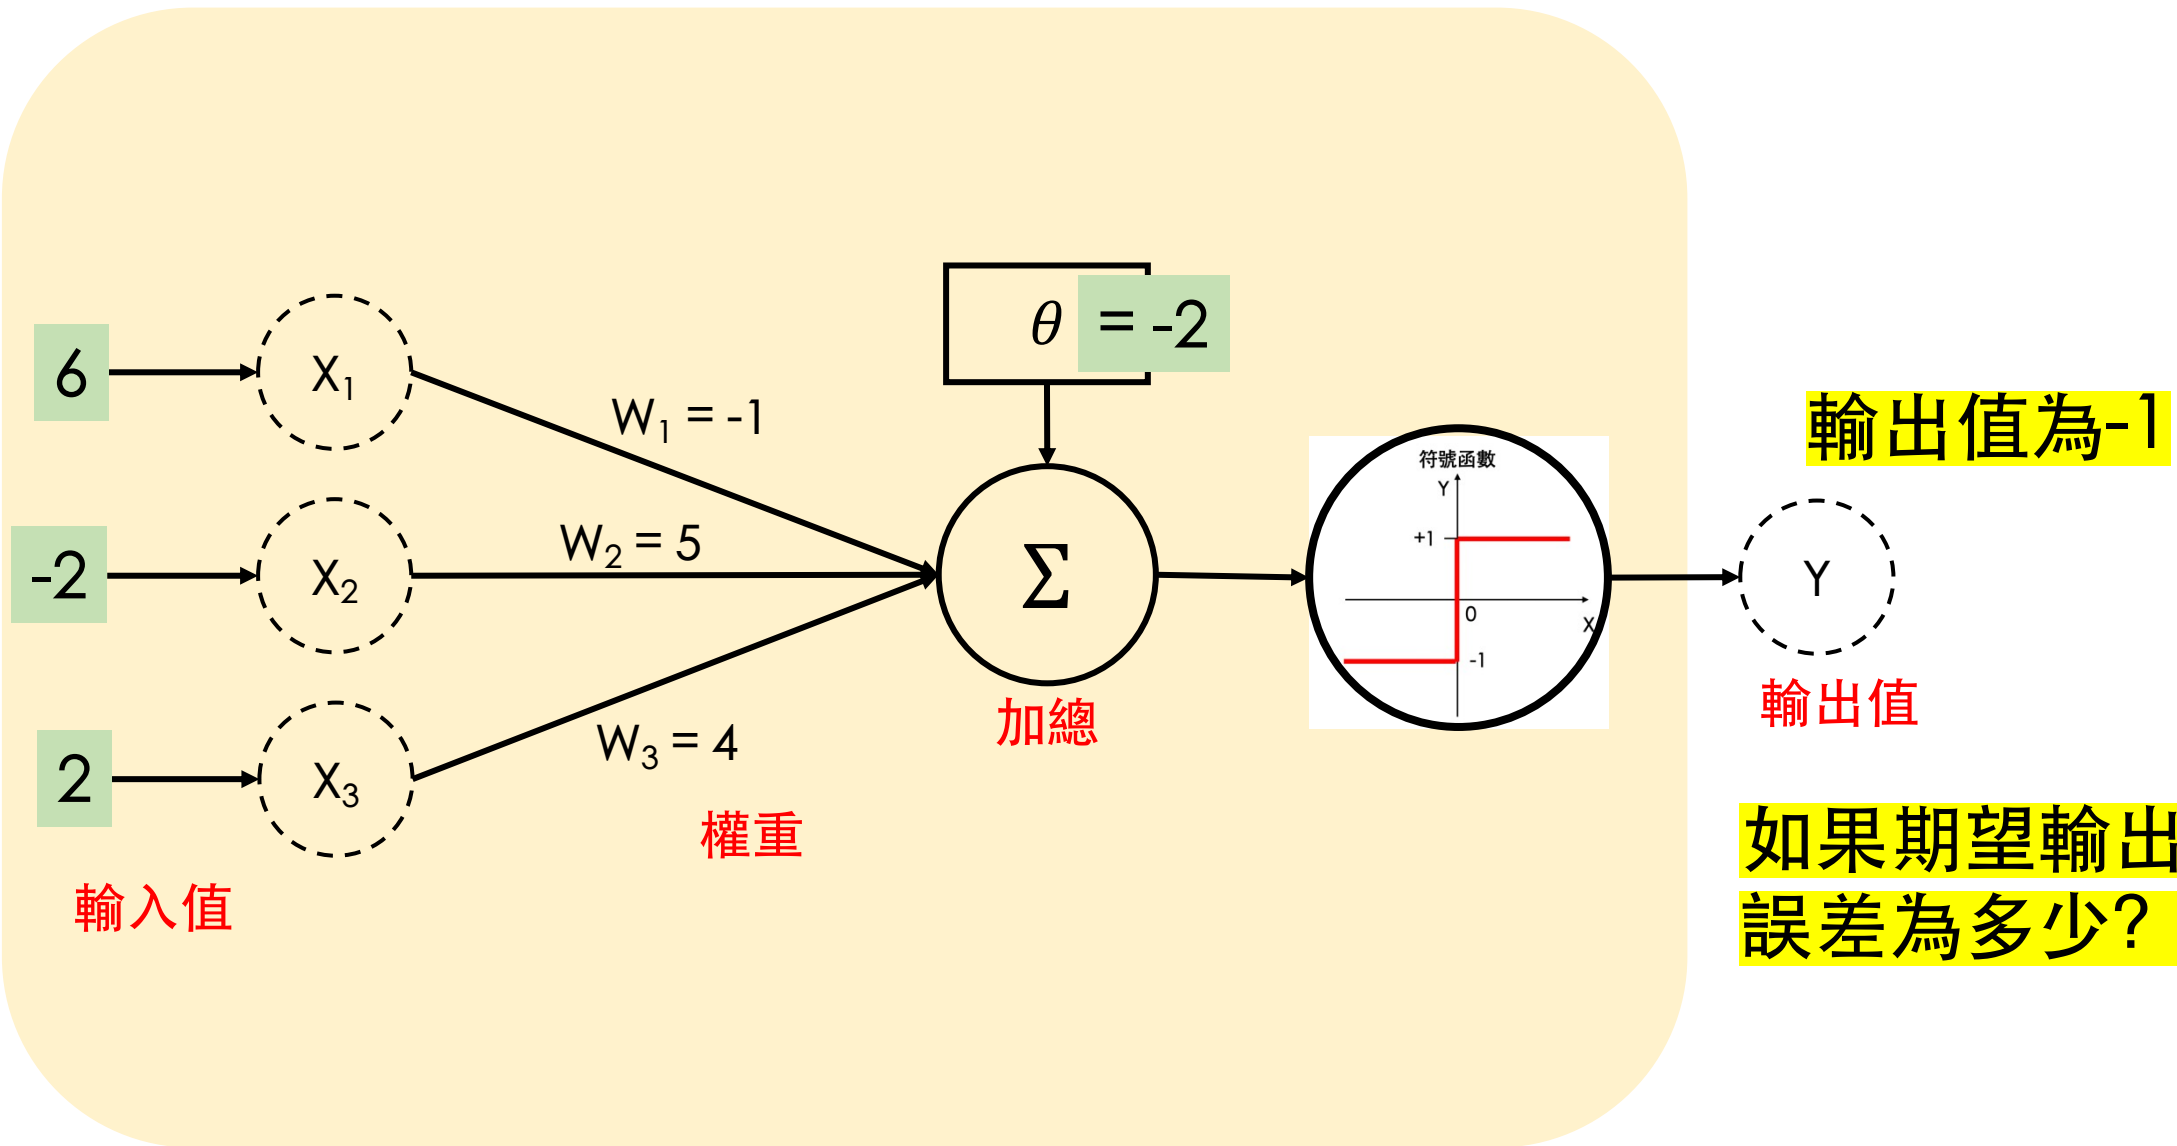 θ = -2
6
X1
W1 = -1
-2
X2
W2 = 5
2
X3
W3 = 4
Σ
加總
權重
輸入值
符號函數
Y
+1
0
X
-1
輸出值為-1
Y
輸出值
如果期望輸出
誤差為多少?